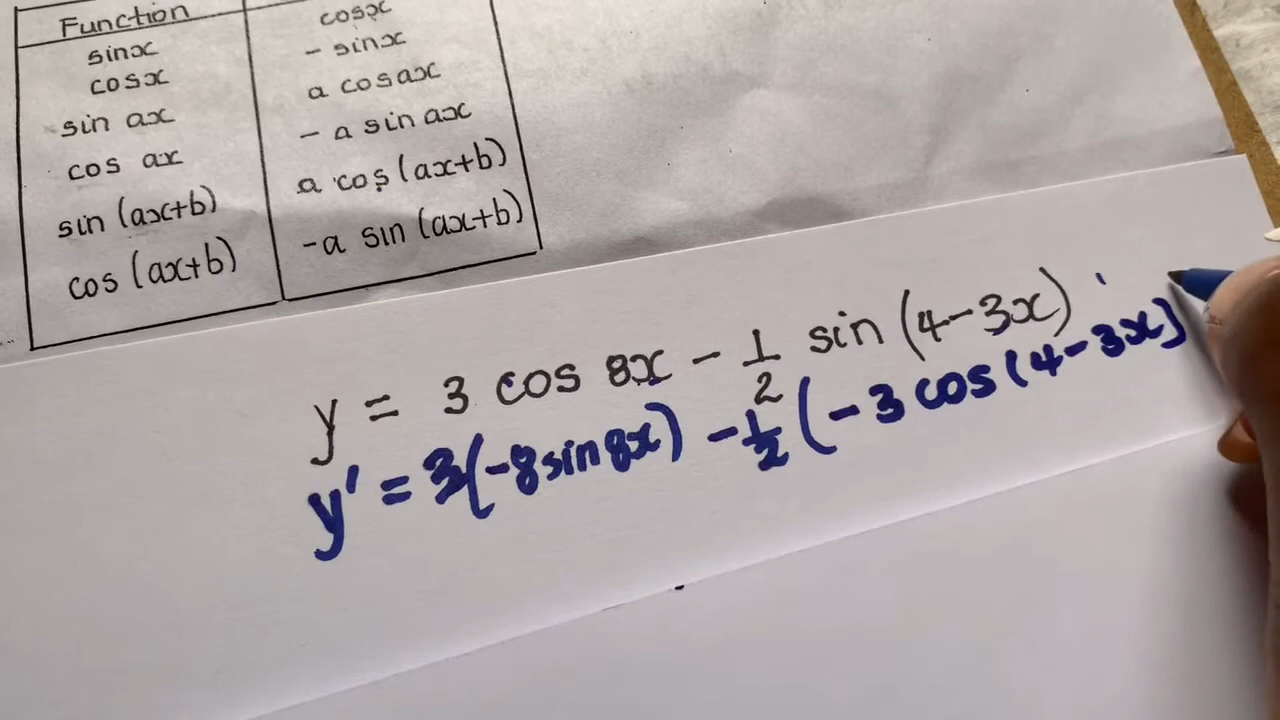 Function
sinx cosx
cosx - sinx
sin ax a cosax
cos ax - a sin ax
sin (ax+b) a cos (ax+b)
cos (ax+b) -a sin (ax+b)
y = 3 cos 8x - 1/2 sin (4-3x)
y' = 3(-8sin8x) - 1/2 (-3 cos(4-3x)